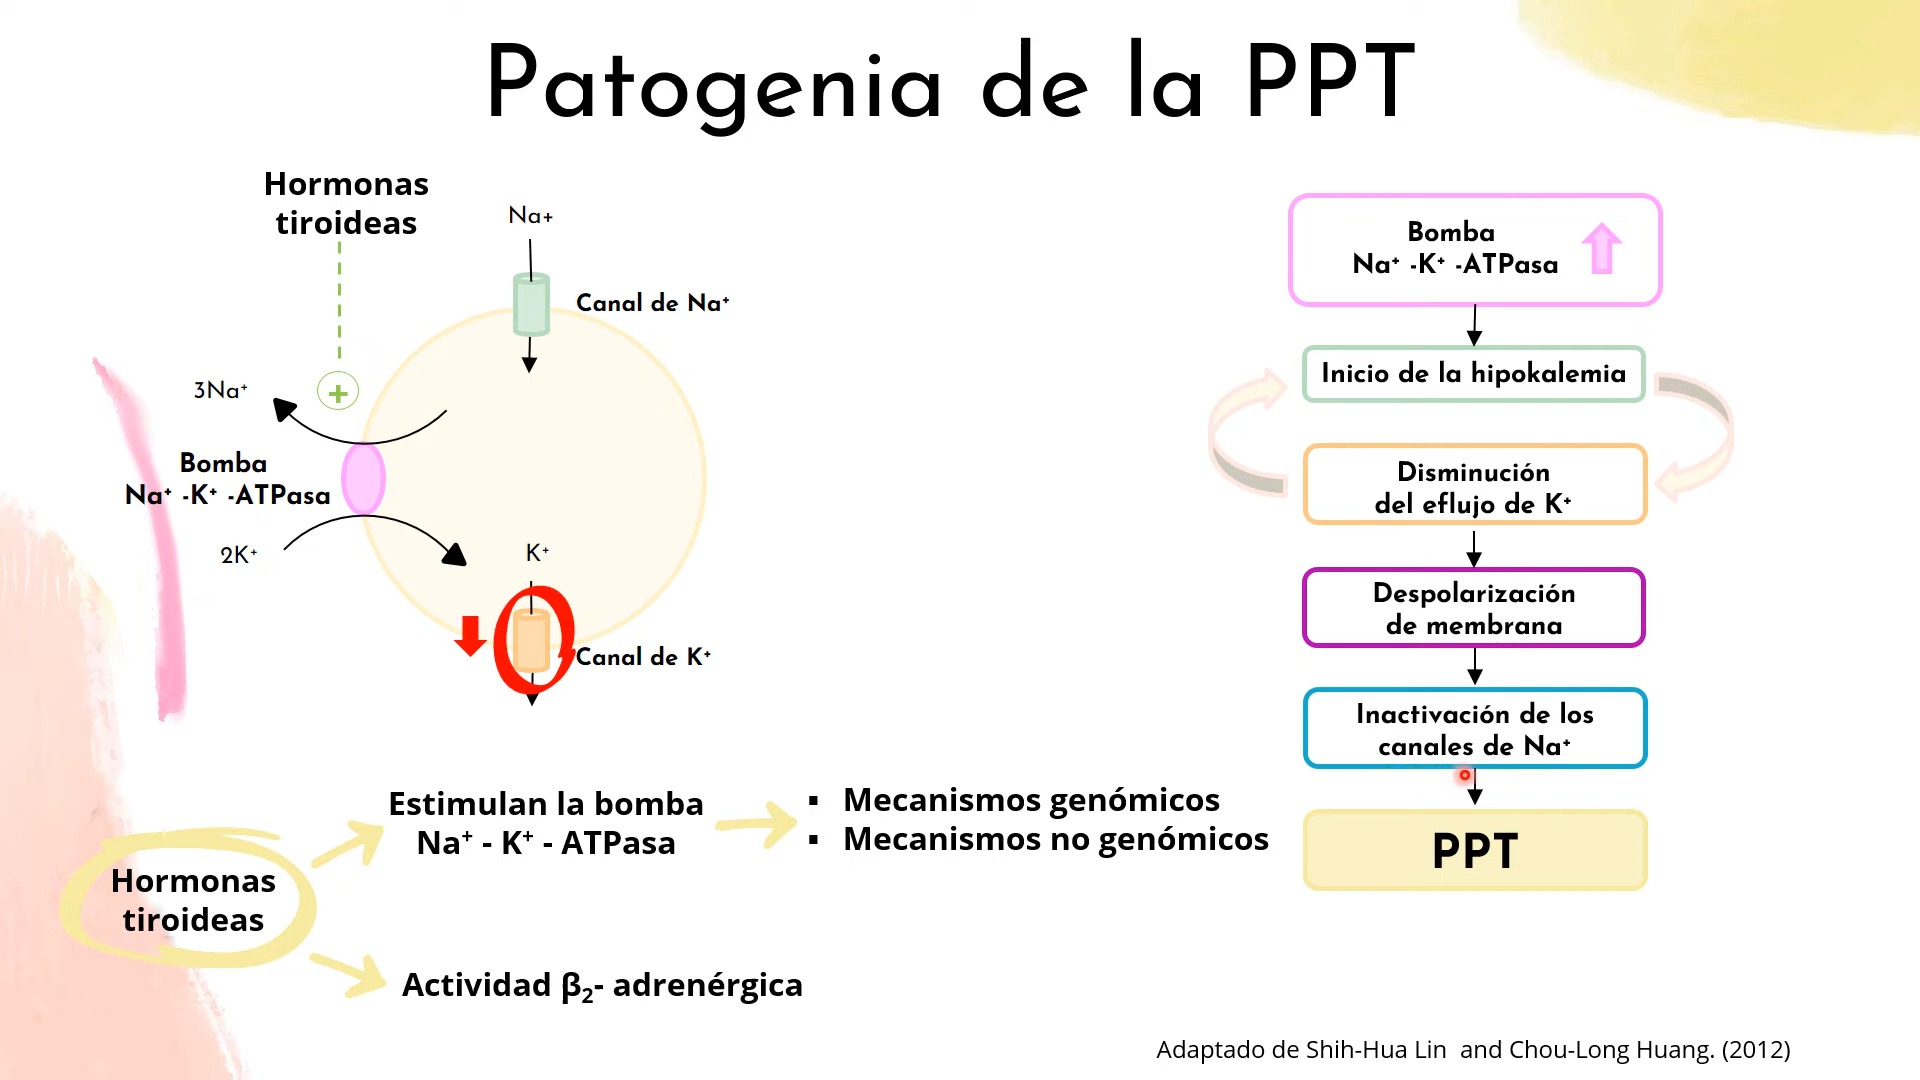 Patogenia de la PPT
Hormonas
tiroideas
Na+
Canal de Na⁺
3Na⁺
+
Bomba
Na⁺ -K⁺ -ATPasa
2K⁺
K⁺
Canal de K⁺
Bomba
Na⁺ -K⁺ -ATPasa
Inicio de la hipokalemia
Disminución
del eflujo de K⁺
Despolarización
de membrana
Inactivación de los
canales de Na⁺
PPT
Hormonas
tiroideas
Estimulan la bomba
Na⁺ - K⁺ - ATPasa
▪ Mecanismos genómicos
▪ Mecanismos no genómicos
Actividad β₂- adrenérgica
Adaptado de Shih-Hua Lin and Chou-Long Huang. (2012)